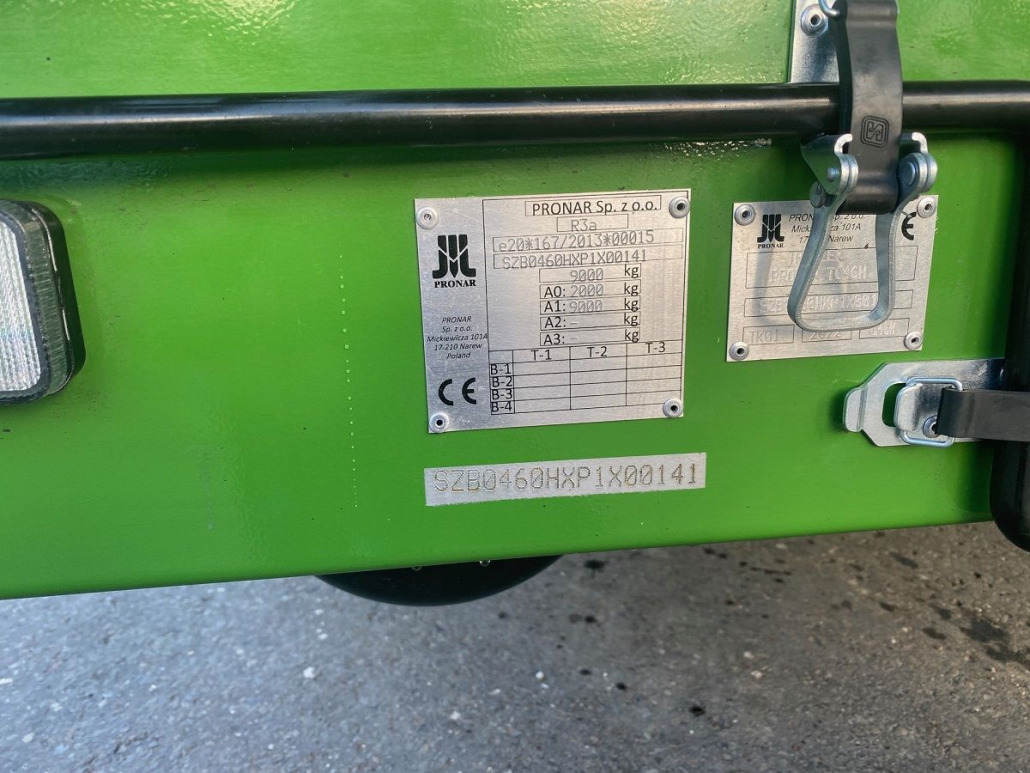 PRONAR Sp. z o.o.
R3a
e20*167/2013*00015
SZB0460HXP1X00141
9000 kg
A0: 2000 kg
A1: 9000 kg
A2: - kg
A3: - kg
T-1 T-2 T-3
B-1
B-2
B-3
B-4
PRONAR
PRONAR
Sp. z o.o.
Mickiewicza 101A
17-210 Narew
Poland
CE
SZB0460HXP1X00141
PRONAR
PRONAR
Mickiewicza 101A
Narew
CE